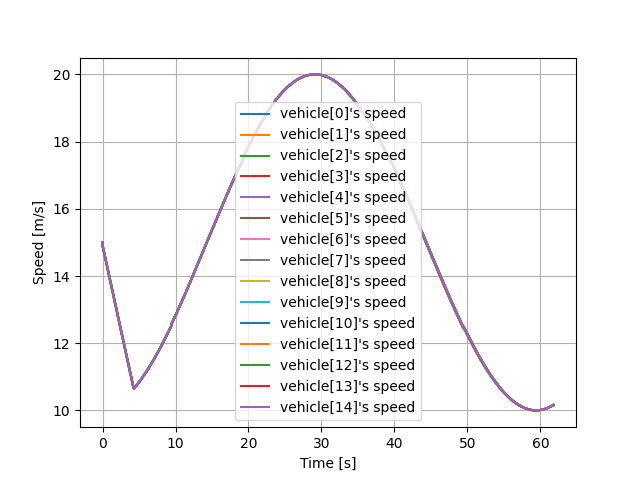 20
18
16
14
12
10
Speed [m/s]
vehicle[0]'s speed
vehicle[1]'s speed
vehicle[2]'s speed
vehicle[3]'s speed
vehicle[4]'s speed
vehicle[5]'s speed
vehicle[6]'s speed
vehicle[7]'s speed
vehicle[8]'s speed
vehicle[9]'s speed
vehicle[10]'s speed
vehicle[11]'s speed
vehicle[12]'s speed
vehicle[13]'s speed
vehicle[14]'s speed
0 10 20 30 40 50 60
Time [s]